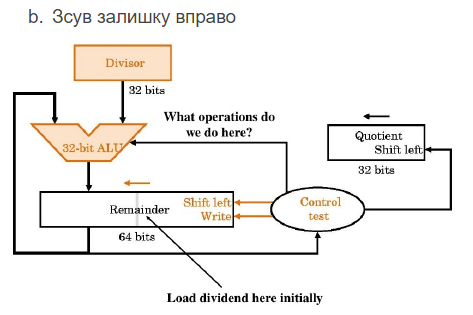 b. Зсув залишку вправо
Divisor
32 bits
What operations do
we do here?
32-bit ALU
Quotient
Shift left
32 bits
Remainder
Shift left
Write
Control
test
64 bits
Load dividend here initially